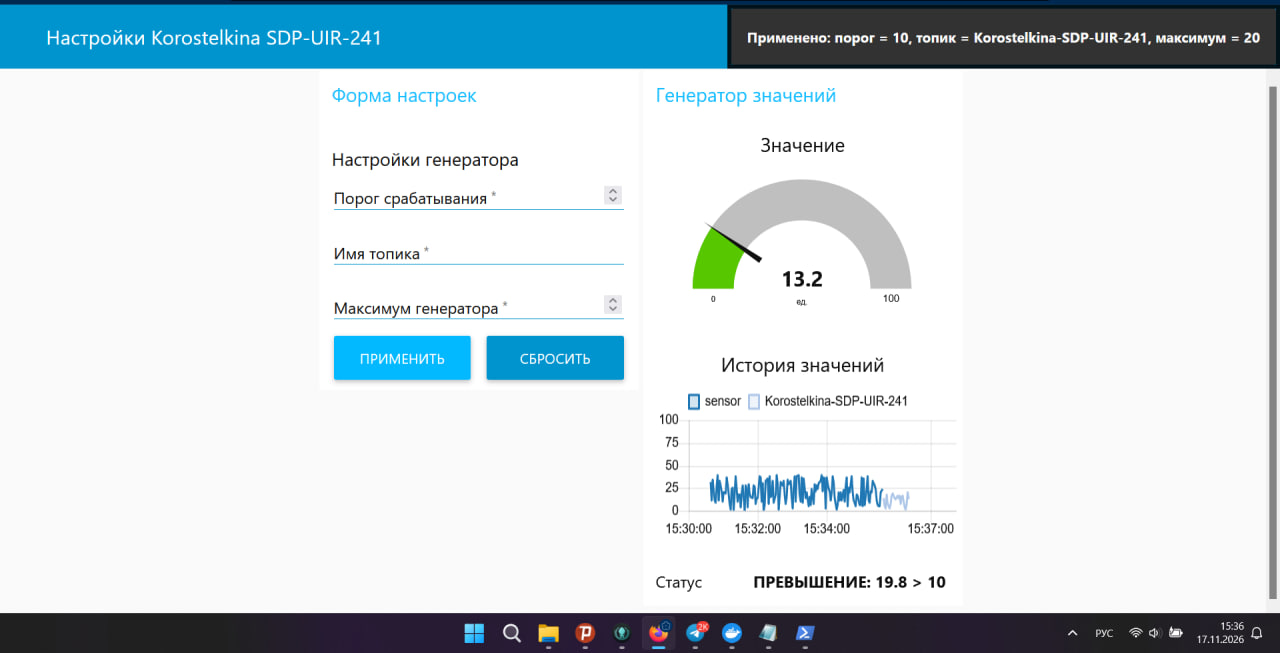 Настройки Korostelkina SDP-UIR-241
Применено: порог = 10, топик = Korostelkina-SDP-UIR-241, максимум = 20
Форма настроек
Настройки генератора
Порог срабатывания *
Имя топика *
Максимум генератора *
ПРИМЕНИТЬ
СБРОСИТЬ
Генератор значений
Значение
13.2
0
ед.
100
История значений
sensor
Korostelkina-SDP-UIR-241
100
75
50
25
0
15:30:00
15:32:00
15:34:00
15:37:00
Статус
ПРЕВЫШЕНИЕ: 19.8 > 10
2K
РУС
15:36
17.11.2026